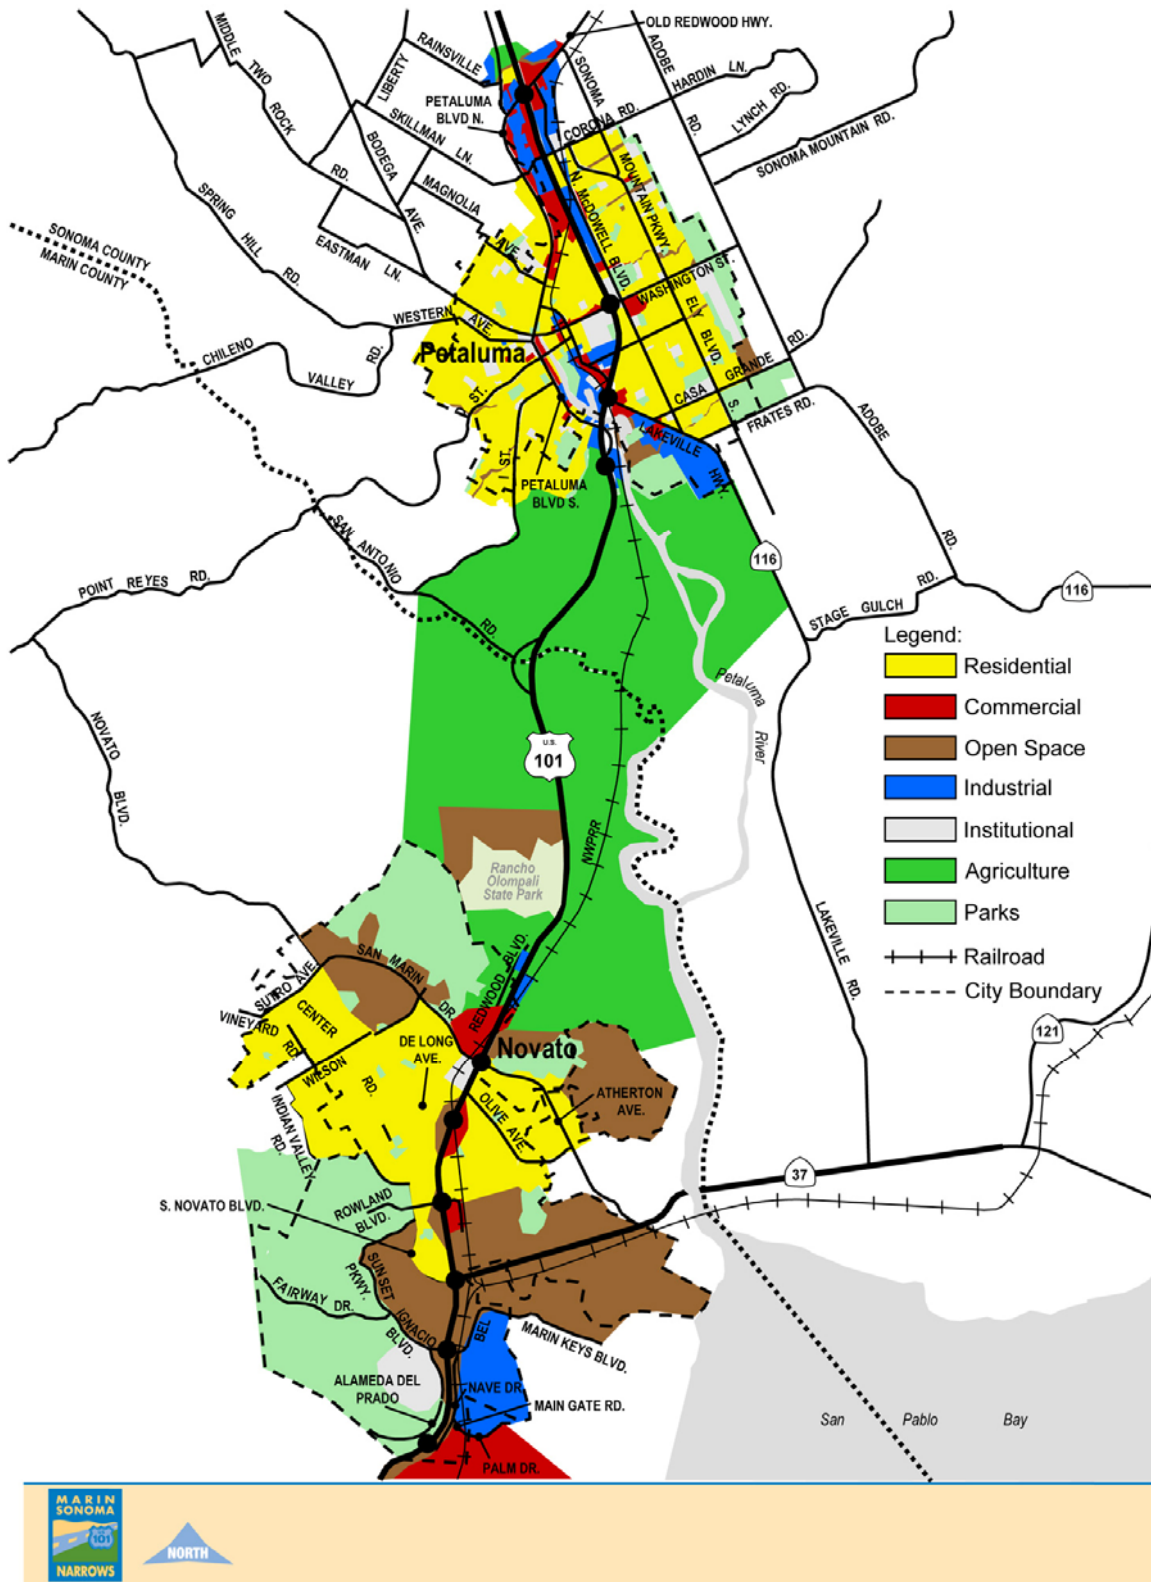 OLD REDWOOD HWY.
MIDDLE TWO ROCK RD.
RAINSVILLE
LIBERTY
SONOMA
ADOBE RD.
HARDIN LN.
LYNCH RD.
PETALUMA
BLVD N.
SKILLMAN LN.
CORONA RD.
SONOMA MOUNTAIN RD.
BODEGA AVE.
MAGNOLIA AVE.
MOUNTAIN PKWY.
N. McDOWELL BLVD.
SPRING HILL RD.
EASTMAN LN.
SONOMA COUNTY
MARIN COUNTY
WASHINGTON ST.
WESTERN AVE.
ELY BLVD. S.
Petaluma
CHILENO VALLEY RD.
D ST.
CASA GRANDE RD.
FRATES RD.
ADOBE RD.
I ST.
LAKEVILLE HWY.
PETALUMA
BLVD S.
SAN ANTONIO RD.
116
116
POINT REYES RD.
STAGE GULCH RD.
Legend:
Residential
Commercial
Open Space
Industrial
Institutional
Agriculture
Parks
Railroad
City Boundary
Petaluma River
NOVATO BLVD.
U.S.
101
NWPRR
Rancho
Olompali
State Park
LAKEVILLE RD.
SAN MARIN DR.
REDWOOD BLVD.
SUTRO AVE.
VINEYARD RD.
CENTER RD.
WILSON
DE LONG
AVE.
Novato
121
ATHERTON
AVE.
OLIVE AVE.
INDIAN VALLEY RD.
37
S. NOVATO BLVD.
ROWLAND
BLVD.
SUNSET PKWY.
FAIRWAY DR.
IGNACIO BLVD.
BEL
MARIN KEYS BLVD.
ALAMEDA DEL
PRADO
NAVE DR.
MAIN GATE RD.
PALM DR.
San Pablo Bay
MARIN
SONOMA
101
NARROWS
NORTH